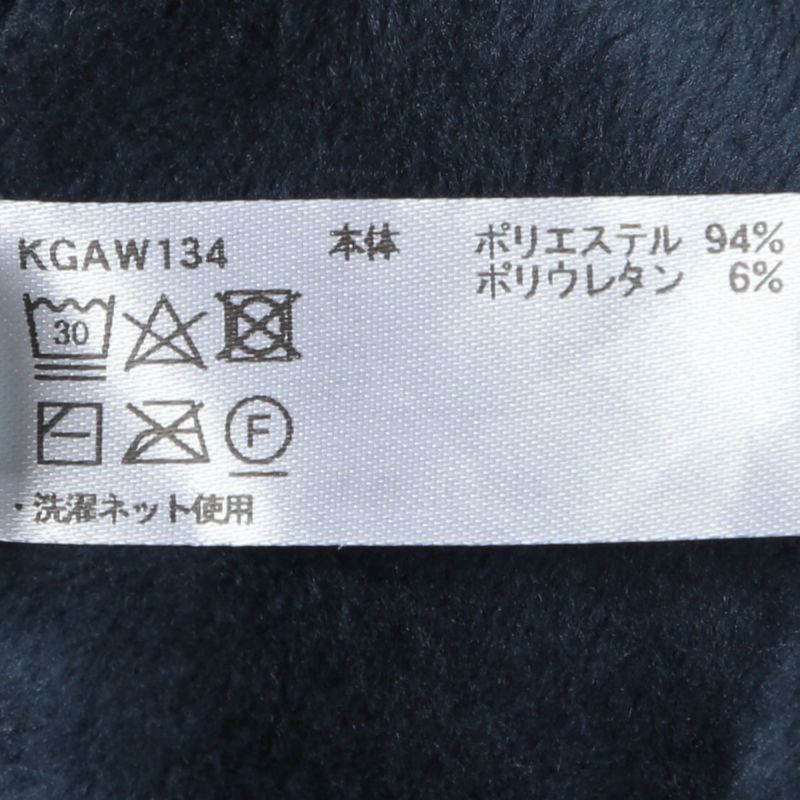 KGAW134 本体 ポリエステル 94%
ポリウレタン 6%
30
F
・洗濯ネット使用